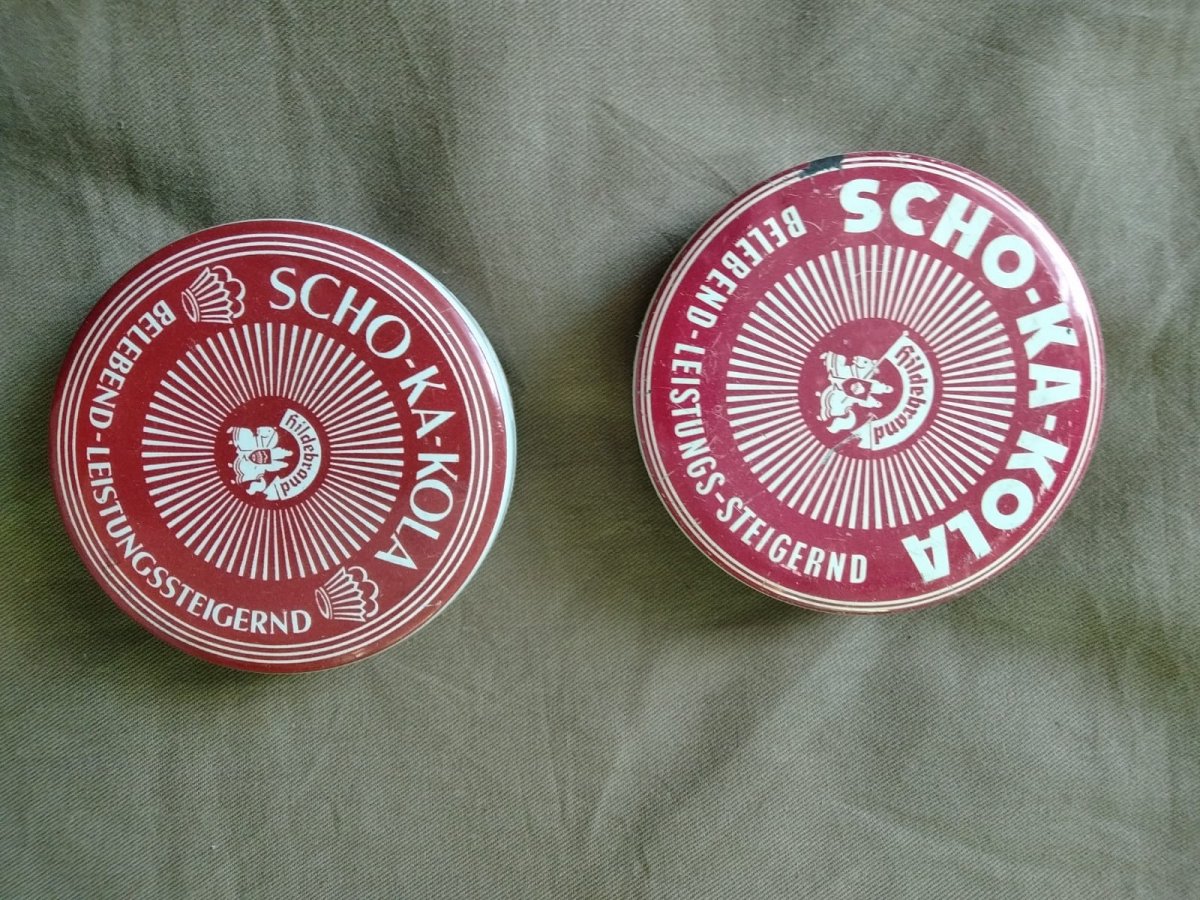 SCHO-KA-KOLA
BELEBEND-LEISTUNGSSTEIGERND
hildebrand
SCHO-KA-KOLA
BELEBEND-LEISTUNGS-STEIGERND
hildebrand